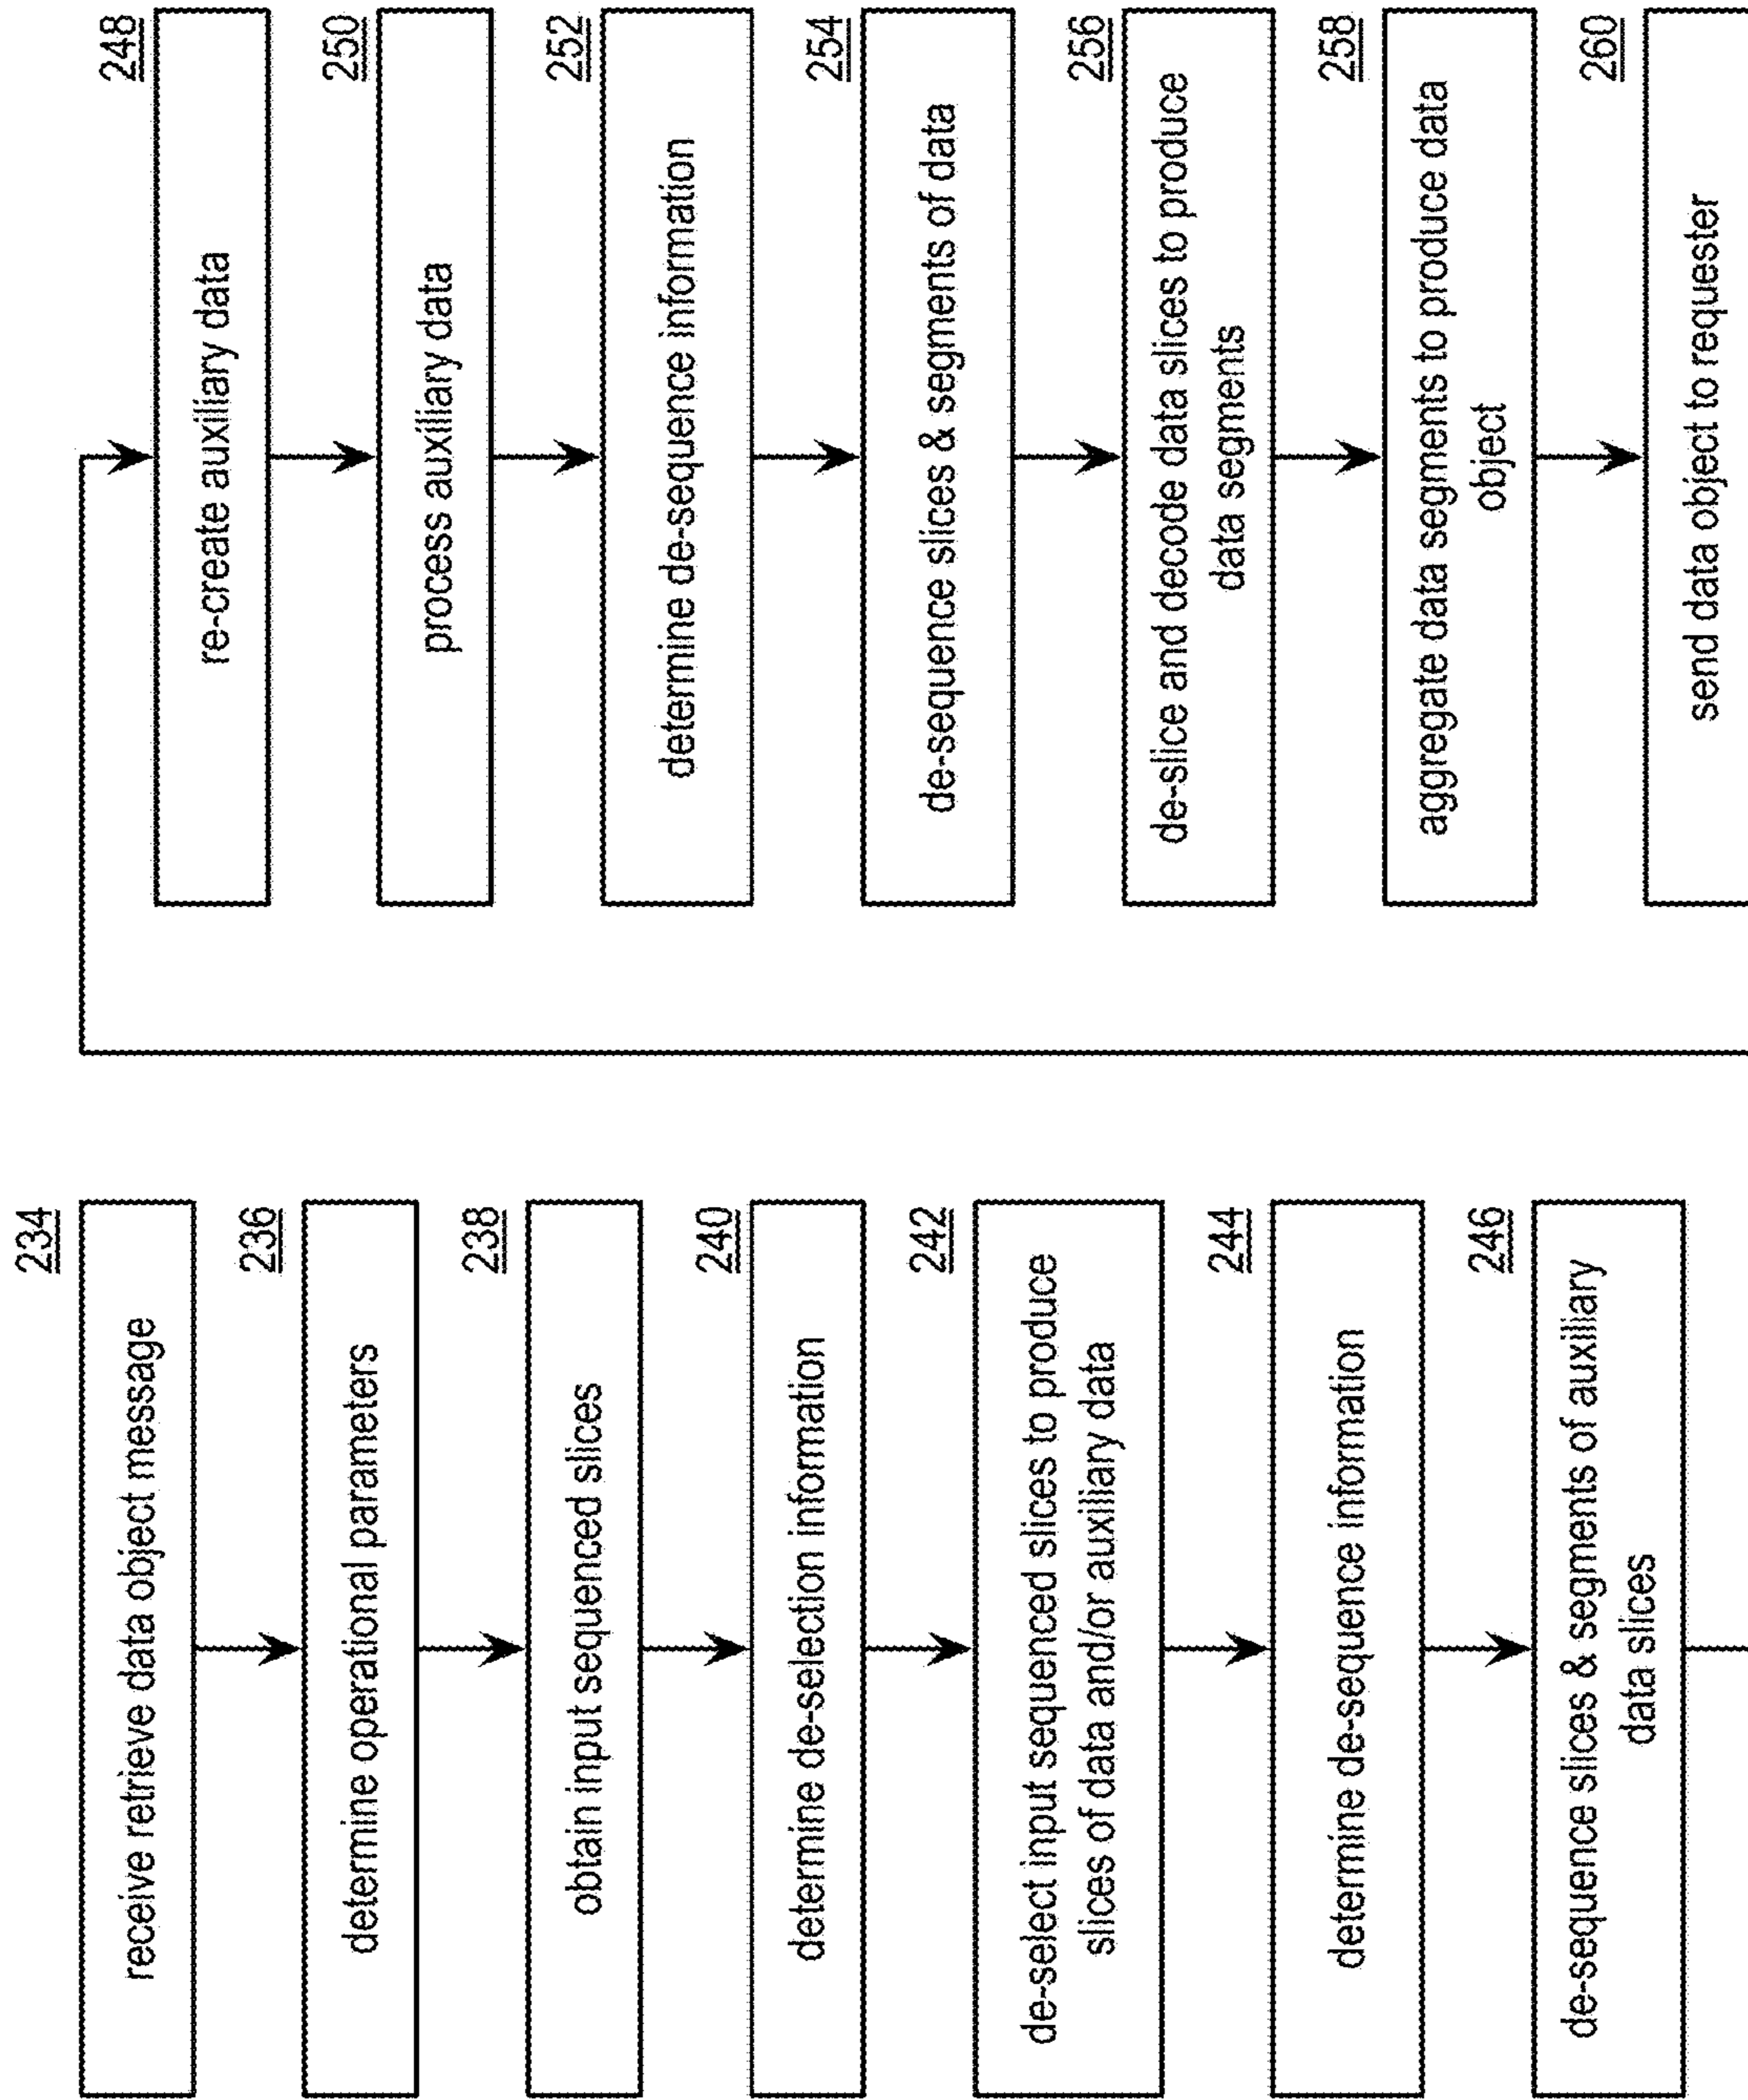 234
receive retrieve data object message
236
determine operational parameters
238
obtain input sequenced slices
240
determine de-selection information
242
de-select input sequenced slices to produce
slices of data and/or auxiliary data
244
determine de-sequence information
246
de-sequence slices & segments of auxiliary
data slices
248
re-create auxiliary data
250
process auxiliary data
252
determine de-sequence information
254
de-sequence slices & segments of data
256
de-slice and decode data slices to produce
data segments
258
aggregate data segments to produce data
object
260
send data object to requester